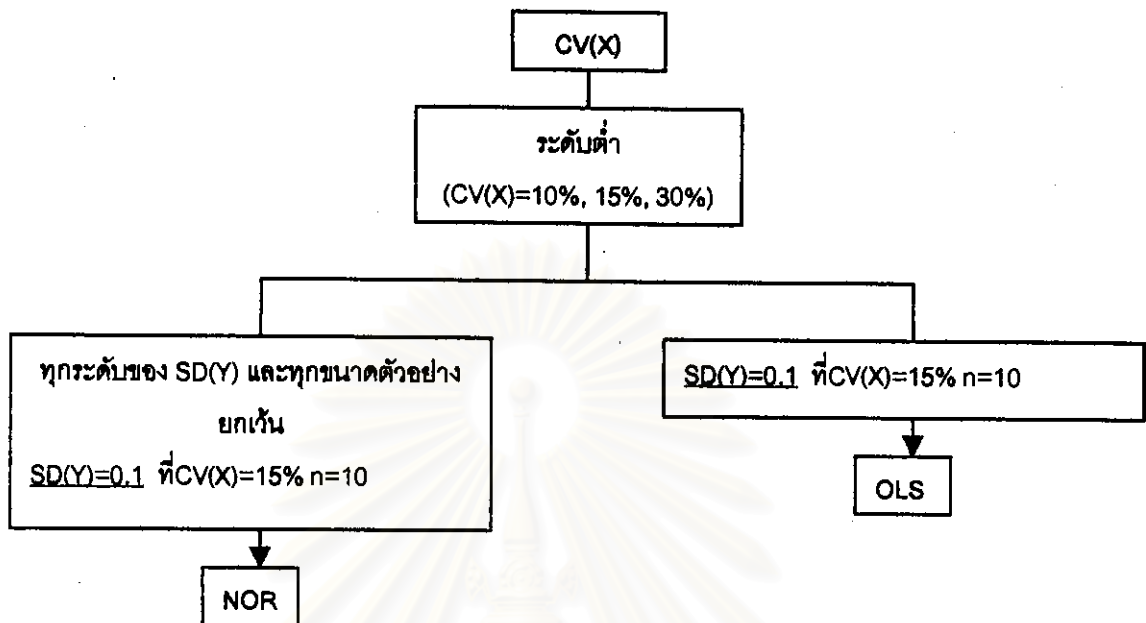 CV(X)
ระดับต่ำ
(CV(X)=10%, 15%, 30%)
ทุกระดับของ SD(Y) และทุกขนาดตัวอย่าง
ยกเว้น
SD(Y)=0.1 ที่CV(X)=15% n=10
SD(Y)=0.1 ที่CV(X)=15% n=10
OLS
NOR